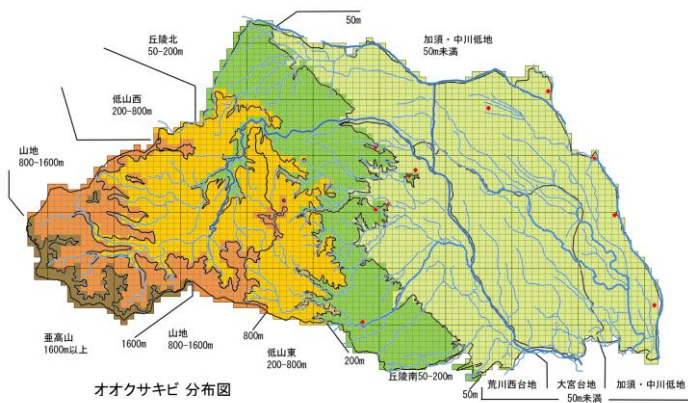 50m
丘陵北
50-200m
加須・中川低地
50m未満
低山西
200-800m
山地
800-1600m
亜高山
1600m以上
1600m
山地
800-1600m
800m
低山東
200-800m
200m
丘陵南50-200m
50m
荒川西台地
大宮台地
加須・中川低地
50m未満
オオクサキビ 分布図